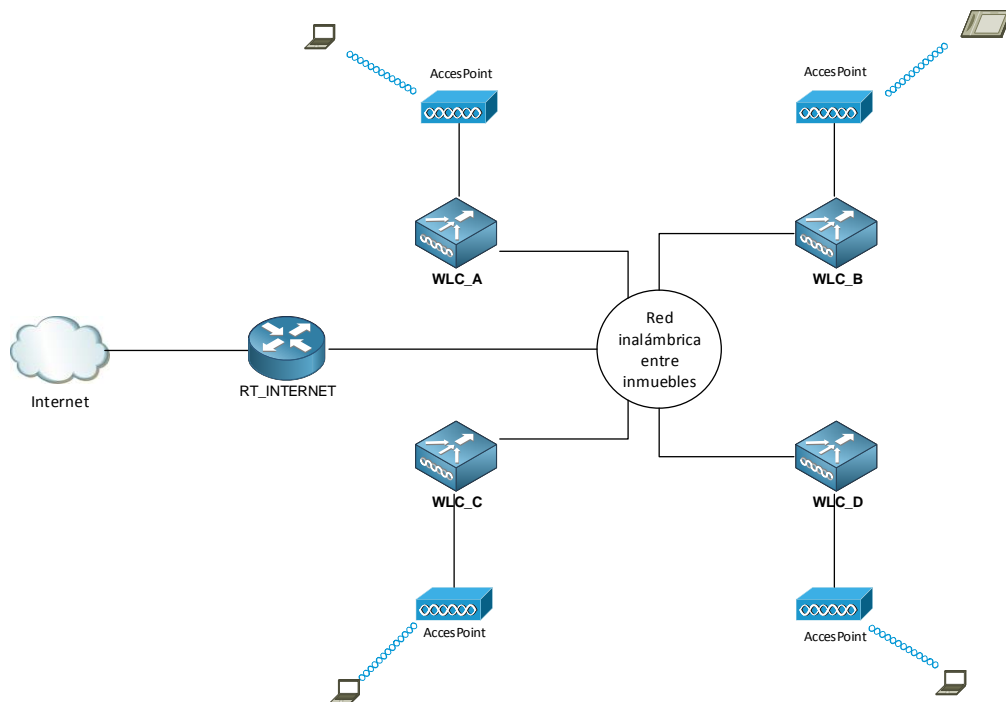 AccesPoint
AccesPoint
WLC_A
WLC_B
Red
inalámbrica
entre
inmuebles
Internet
RT_INTERNET
WLC_C
WLC_D
AccesPoint
AccesPoint